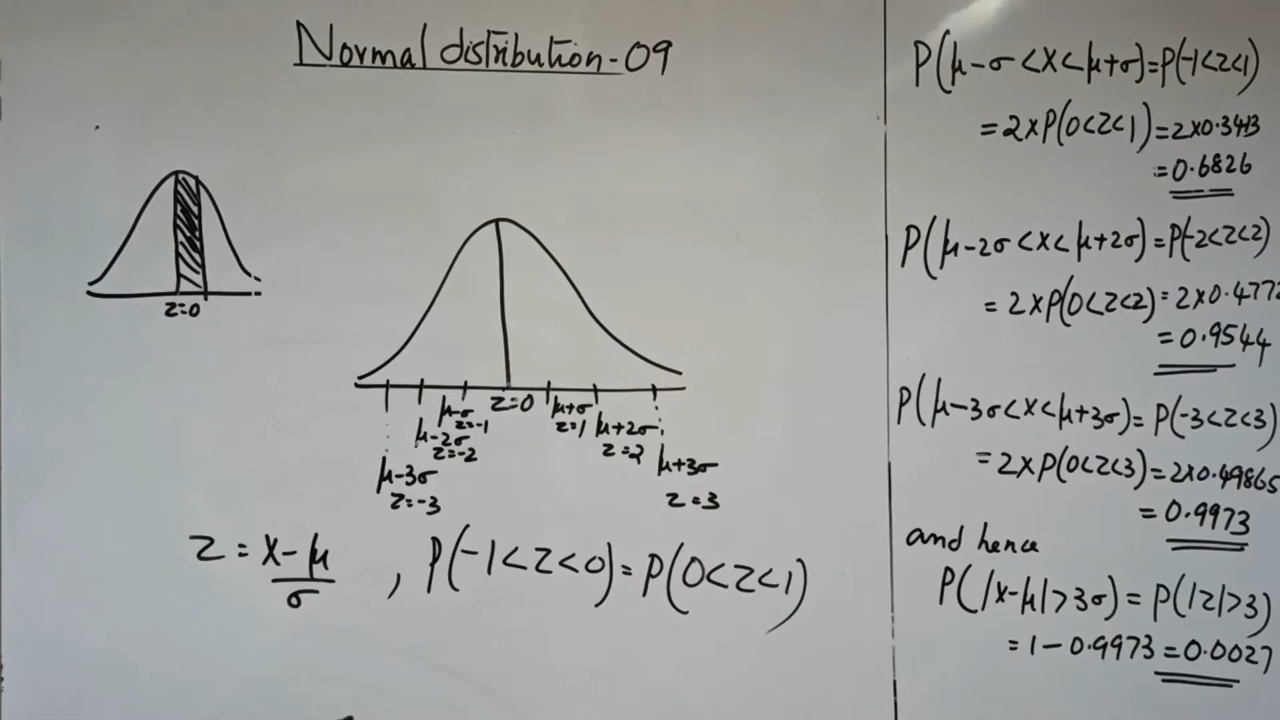 Normal distribution-09
z=0
z=0
μ-σ
z=-1
μ-2σ
z=-2
μ-3σ
z=-3
μ+σ
z=1
μ+2σ
z=2
μ+3σ
z=3
z = x-μ/σ , P(-1<z<0)=P(0<z<1)
P(μ-σ<x<μ+σ)=P(-1<z<1)
=2×P(0<z<1)=2×0.3413
=0.6826
P(μ-2σ<x<μ+2σ)=P(-2<z<2)
=2×P(0<z<2)=2×0.4772
=0.9544
P(μ-3σ<x<μ+3σ)=P(-3<z<3)
=2×P(0<z<3)=2×0.49865
=0.9973
and hence
P(|x-μ|>3σ)=P(|z|>3)
=1-0.9973=0.0027